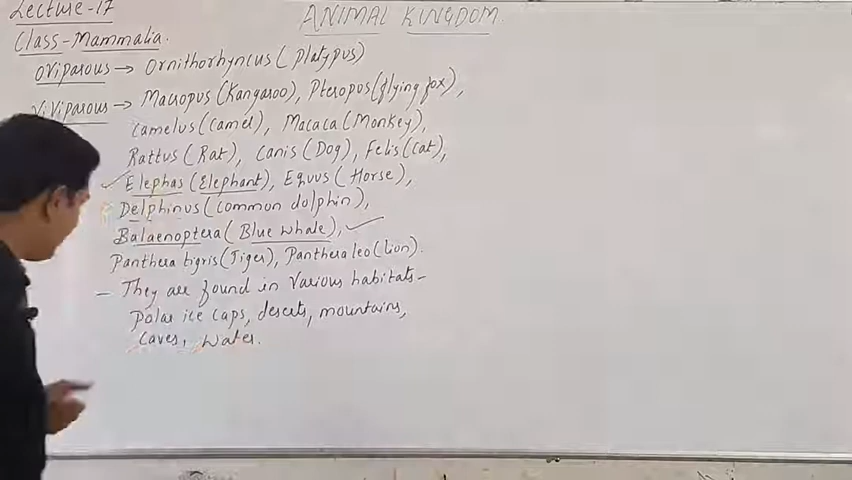 Lecture-17
ANIMAL KINGDOM.
Class-Mammalia.
Oviparous → Ornithorhyncus (Platypus)
Viviparous → Macropus (Kangaroo), Pteropus (flying fox),
Camelus (Camel), Macaca (Monkey),
Rattus (Rat), Canis (Dog), Felis (Cat),
Elephas (Elephant), Equus (Horse),
Delphinus (Common dolphin),
Balaenoptera (Blue whale),
Panthera tigris (Tiger), Panthera leo (Lion).
– They are found in various habitats –
Polar ice caps, deserts, mountains,
Caves, Water.